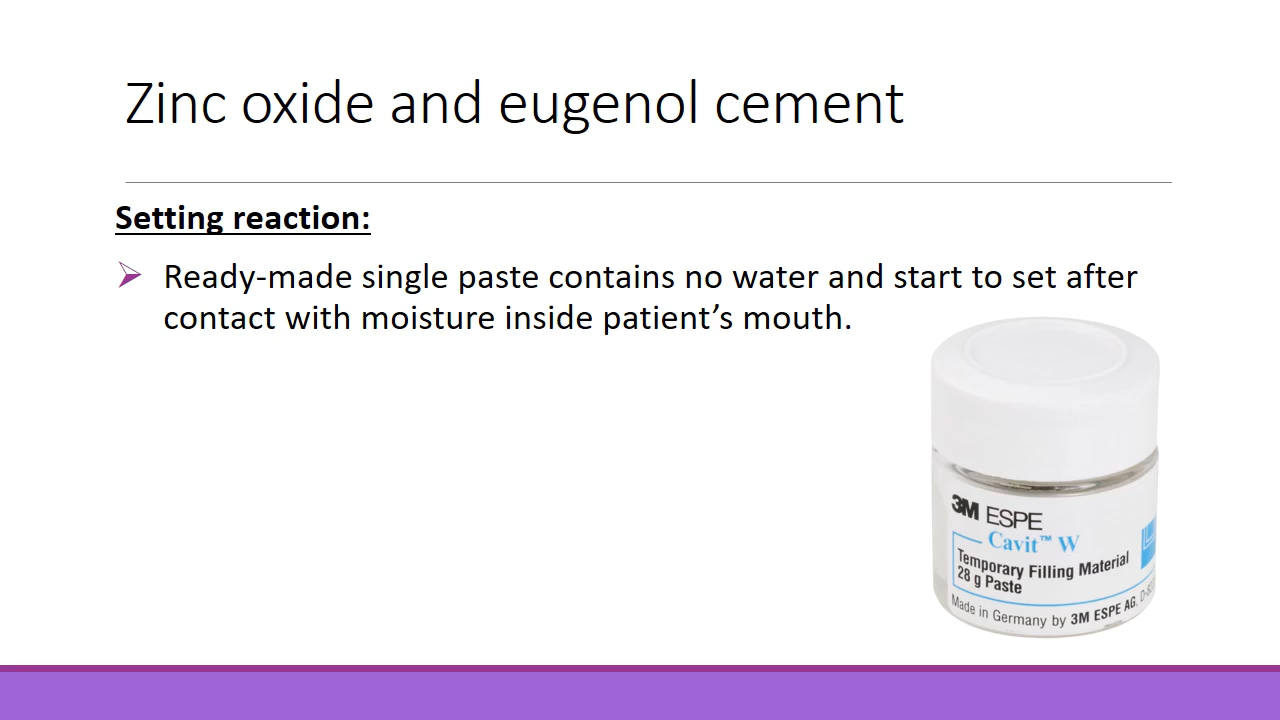 Zinc oxide and eugenol cement
Setting reaction:
Ready-made single paste contains no water and start to set after
contact with moisture inside patient’s mouth.
3M ESPE
Cavit™ W
Temporary Filling Material
28 g Paste
Made in Germany by 3M ESPE AG,